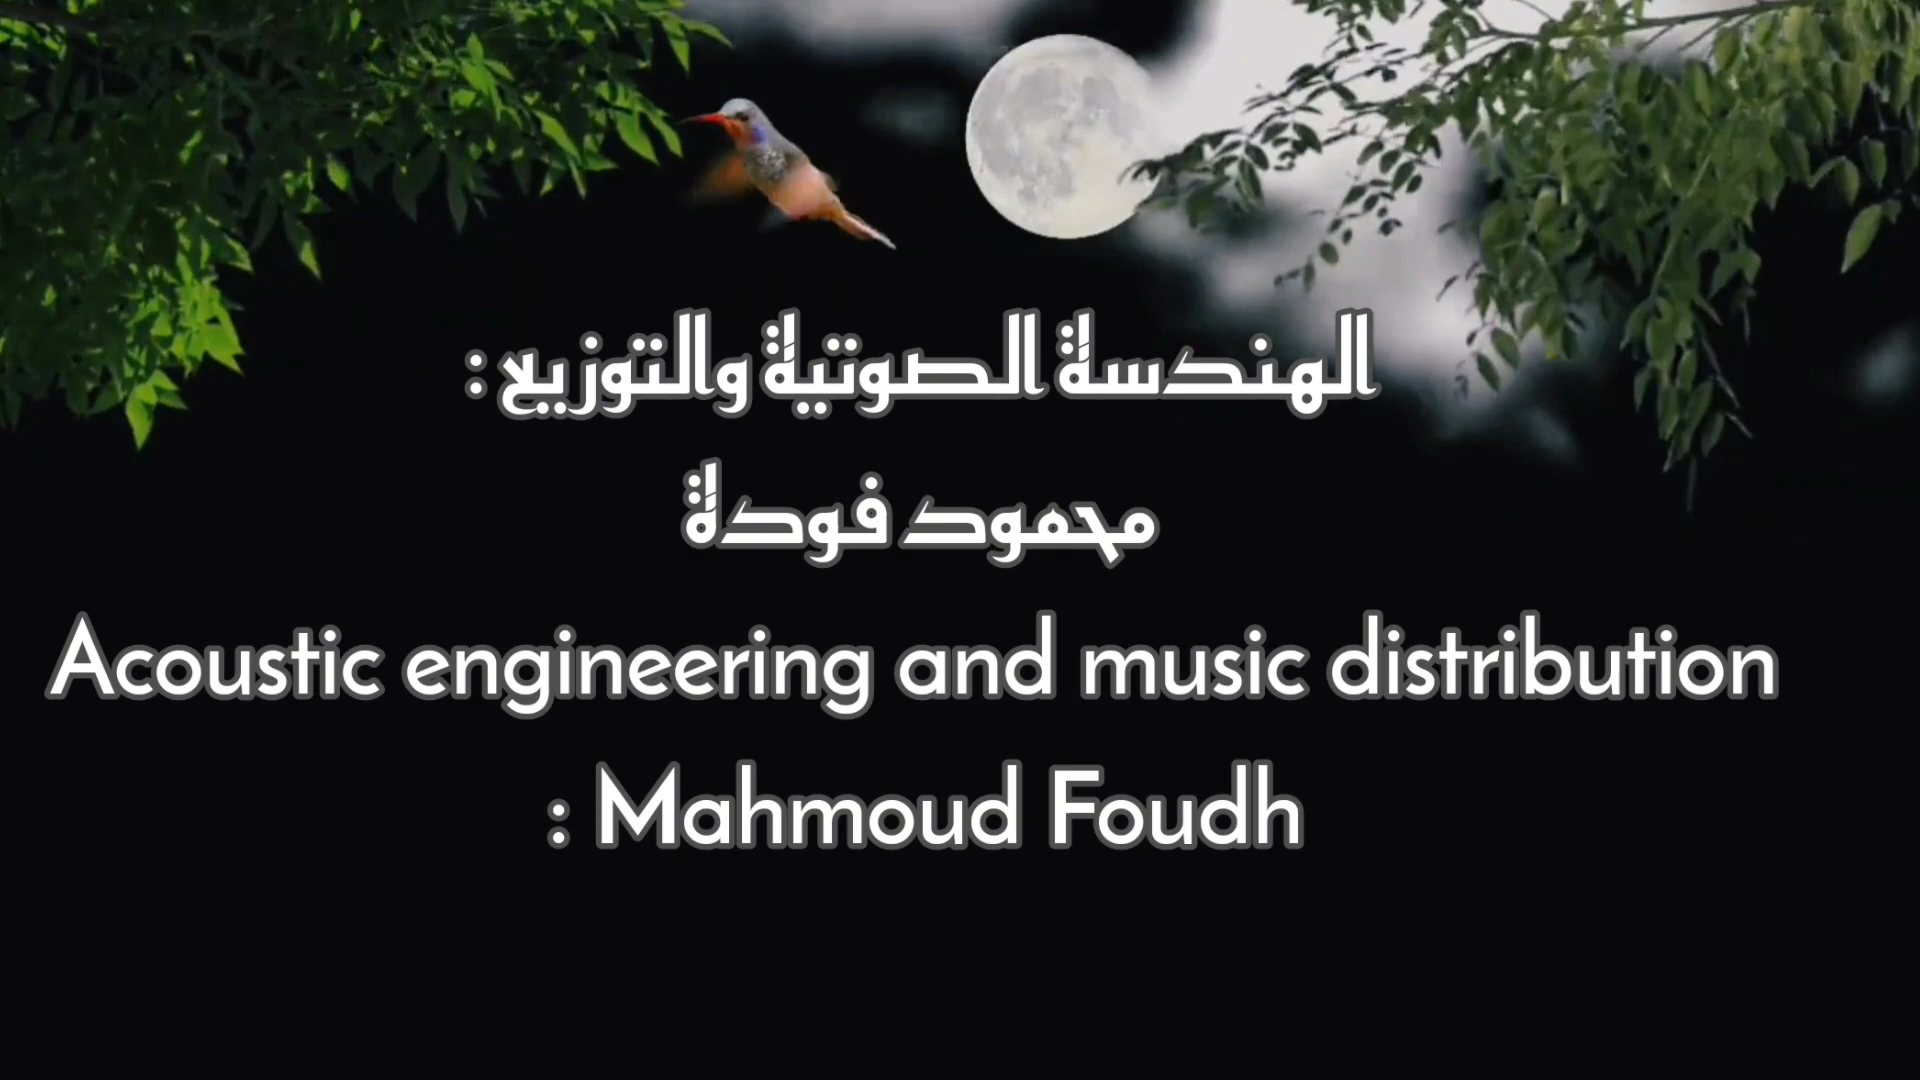 الهندسة الصوتية والتوزيع :
محمود فودة
Acoustic engineering and music distribution
: Mahmoud Foudh